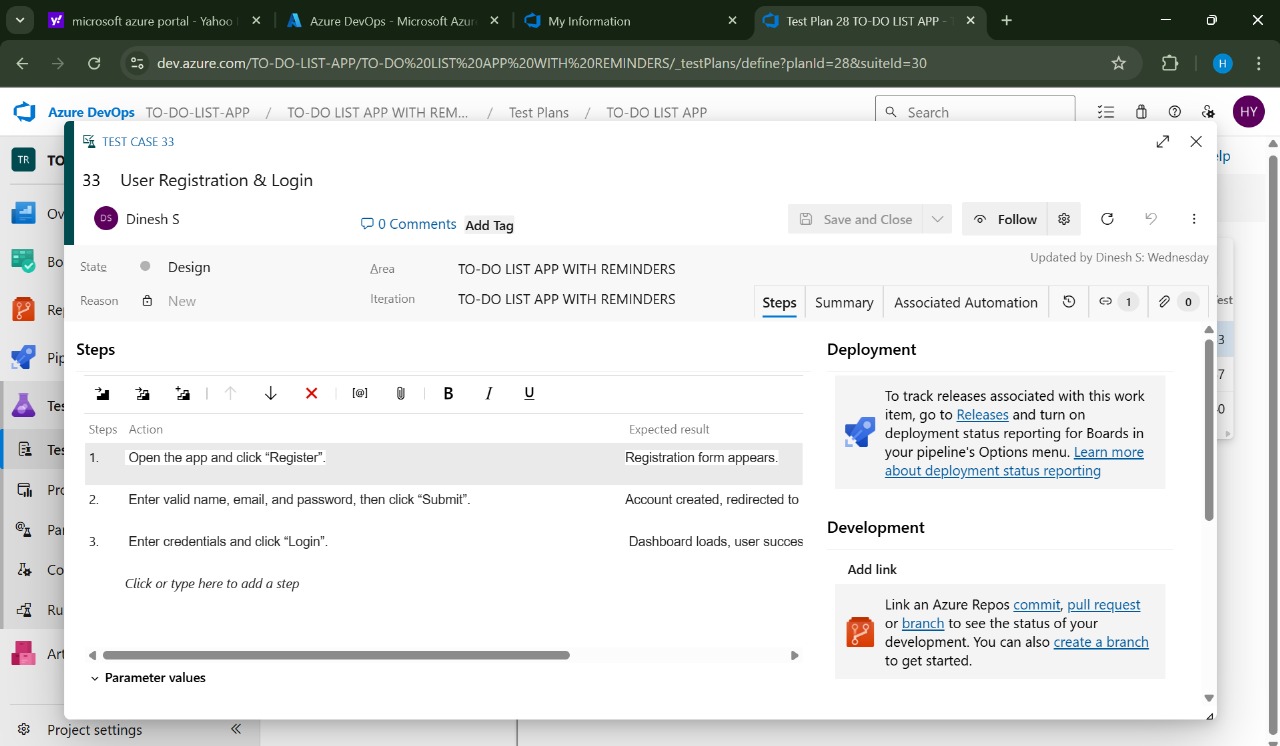 microsoft azure portal - Yahoo
Azure DevOps - Microsoft Azur
My Information
Test Plan 28 TO-DO LIST APP -
dev.azure.com/TO-DO-LIST-APP/TO-DO%20LIST%20APP%20WITH%20REMINDERS/_testPlans/define?planId=28&suiteId=30
H
Azure DevOps TO-DO-LIST-APP / TO-DO LIST APP WITH REM... / Test Plans / TO-DO LIST APP
Search
HY
TR TO
TEST CASE 33
elp
33 User Registration & Login
DS Dinesh S
0 Comments Add Tag
Save and Close
Follow
State Design
Area TO-DO LIST APP WITH REMINDERS
Updated by Dinesh S: Wednesday
Reason New
Iteration TO-DO LIST APP WITH REMINDERS
Steps Summary Associated Automation 1 0
Ov
Bo
Rep
Pip
Tes
Tes
Pro
Par
Co
Ru
Art
Project settings
Steps
Steps Action Expected result
1. Open the app and click “Register”. Registration form appears.
2. Enter valid name, email, and password, then click “Submit”. Account created, redirected to
3. Enter credentials and click “Login”. Dashboard loads, user succes
Click or type here to add a step
Parameter values
Deployment
To track releases associated with this work
item, go to Releases and turn on
deployment status reporting for Boards in
your pipeline's Options menu. Learn more
about deployment status reporting
Development
Add link
Link an Azure Repos commit, pull request
or branch to see the status of your
development. You can also create a branch
to get started.
est
3
7
0